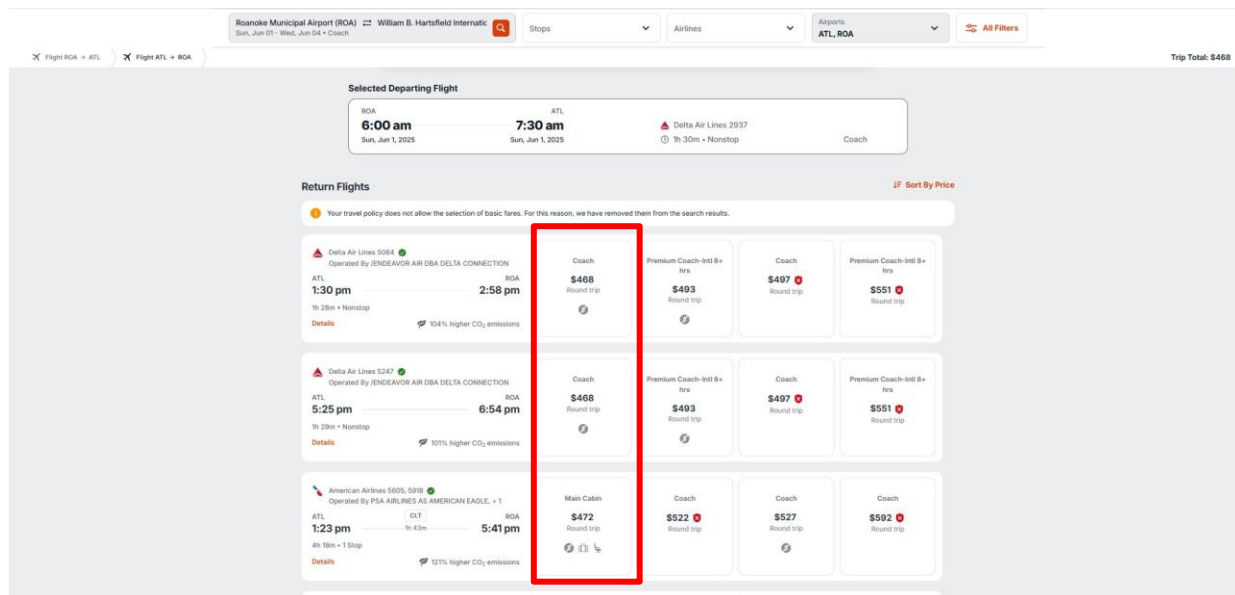 Roanoke Municipal Airport (ROA) ⇄ William B. Hartsfield Internatic
Sun, Jun 01 - Wed, Jun 04 • Coach
Stops
Airlines
Airports
ATL, ROA
All Filters
Flight ROA → ATL
Flight ATL → ROA
Trip Total: $468
Selected Departing Flight
ROA ATL
6:00 am 7:30 am
Sun, Jun 1, 2025 Sun, Jun 1, 2025
Delta Air Lines 2937
1h 30m • Nonstop
Coach
Return Flights
Sort By Price
Your travel policy does not allow the selection of basic fares. For this reason, we have removed them from the search results.
Delta Air Lines 5084
Operated By /ENDEAVOR AIR DBA DELTA CONNECTION
ATL ROA
1:30 pm 2:58 pm
1h 28m • Nonstop
Details 104% higher CO₂ emissions
Coach
$468
Round trip
Premium Coach-Intl 8+
hrs
$493
Round trip
Coach
$497
Round trip
Premium Coach-Intl 8+
hrs
$551
Round trip
Delta Air Lines 5247
Operated By /ENDEAVOR AIR DBA DELTA CONNECTION
ATL ROA
5:25 pm 6:54 pm
1h 29m • Nonstop
Details 101% higher CO₂ emissions
Coach
$468
Round trip
Premium Coach-Intl 8+
hrs
$493
Round trip
Coach
$497
Round trip
Premium Coach-Intl 8+
hrs
$551
Round trip
American Airlines 5605, 5918
Operated By PSA AIRLINES AS AMERICAN EAGLE, + 1
ATL CLT ROA
1:23 pm 1h 43m 5:41 pm
4h 18m • 1 Stop
Details 121% higher CO₂ emissions
Main Cabin
$472
Round trip
Coach
$522
Round trip
Coach
$527
Round trip
Coach
$592
Round trip